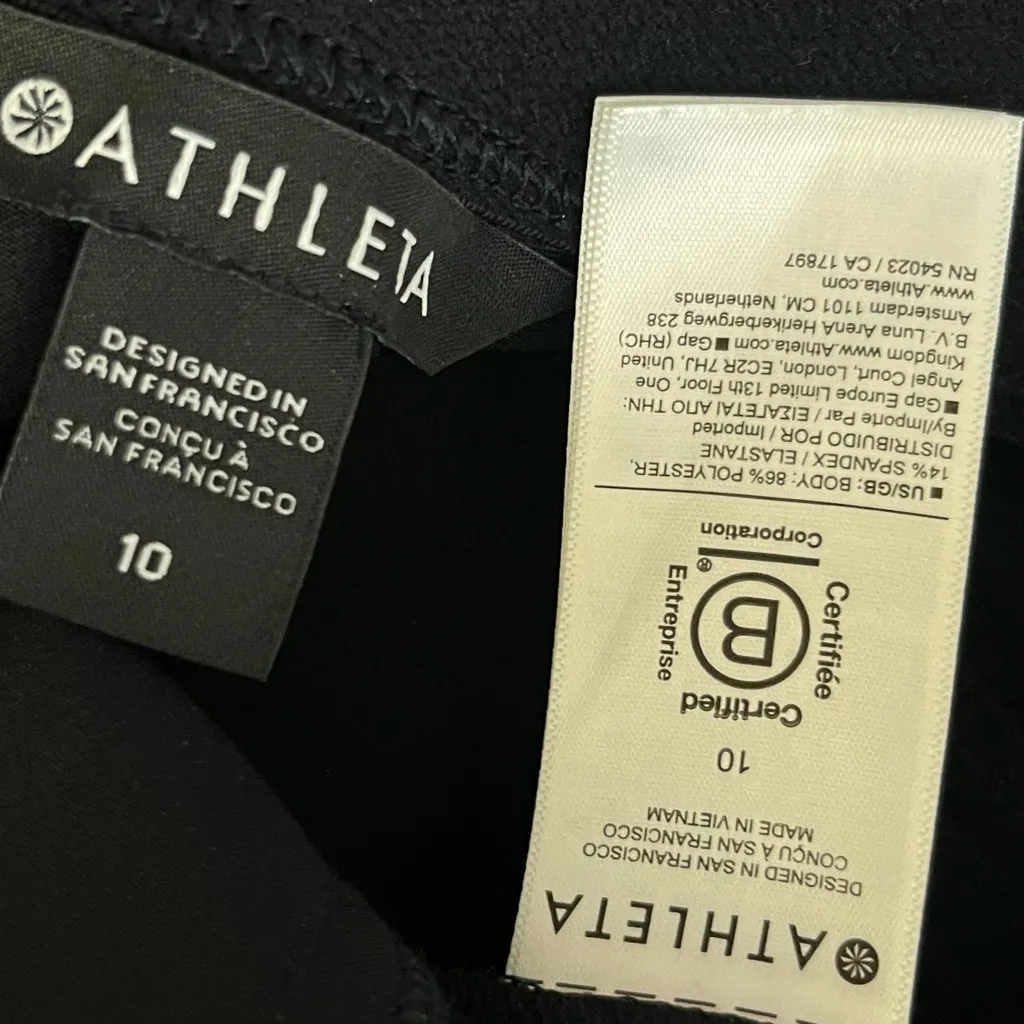 ATHLETA
DESIGNED IN
SAN FRANCISCO
CONÇU À
SAN FRANCISCO
10
ATHLETA
DESIGNED IN SAN FRANCISCO
CONÇU À SAN FRANCISCO
MADE IN VIETNAM
10
Certified
Certifiée
B
®
Entreprise
Corporation
■ US/GB: BODY: 86% POLYESTER,
14% SPANDEX / ELASTANE
DISTRIBUIDO POR / Imported
By/Importe Par / ΕΙΣΑΓΕΤΑΙ ΑΠΟ ΤΗΝ:
■ Gap Europe Limited 13th Floor, One
Angel Court, London, EC2R 7HJ, United
Kingdom www.Athleta.com ■ Gap (RHC)
B.V. Luna ArenA Herikerbergweg 238
Amsterdam 1101 CM, Netherlands
www.Athleta.com
RN 54023 / CA 17897